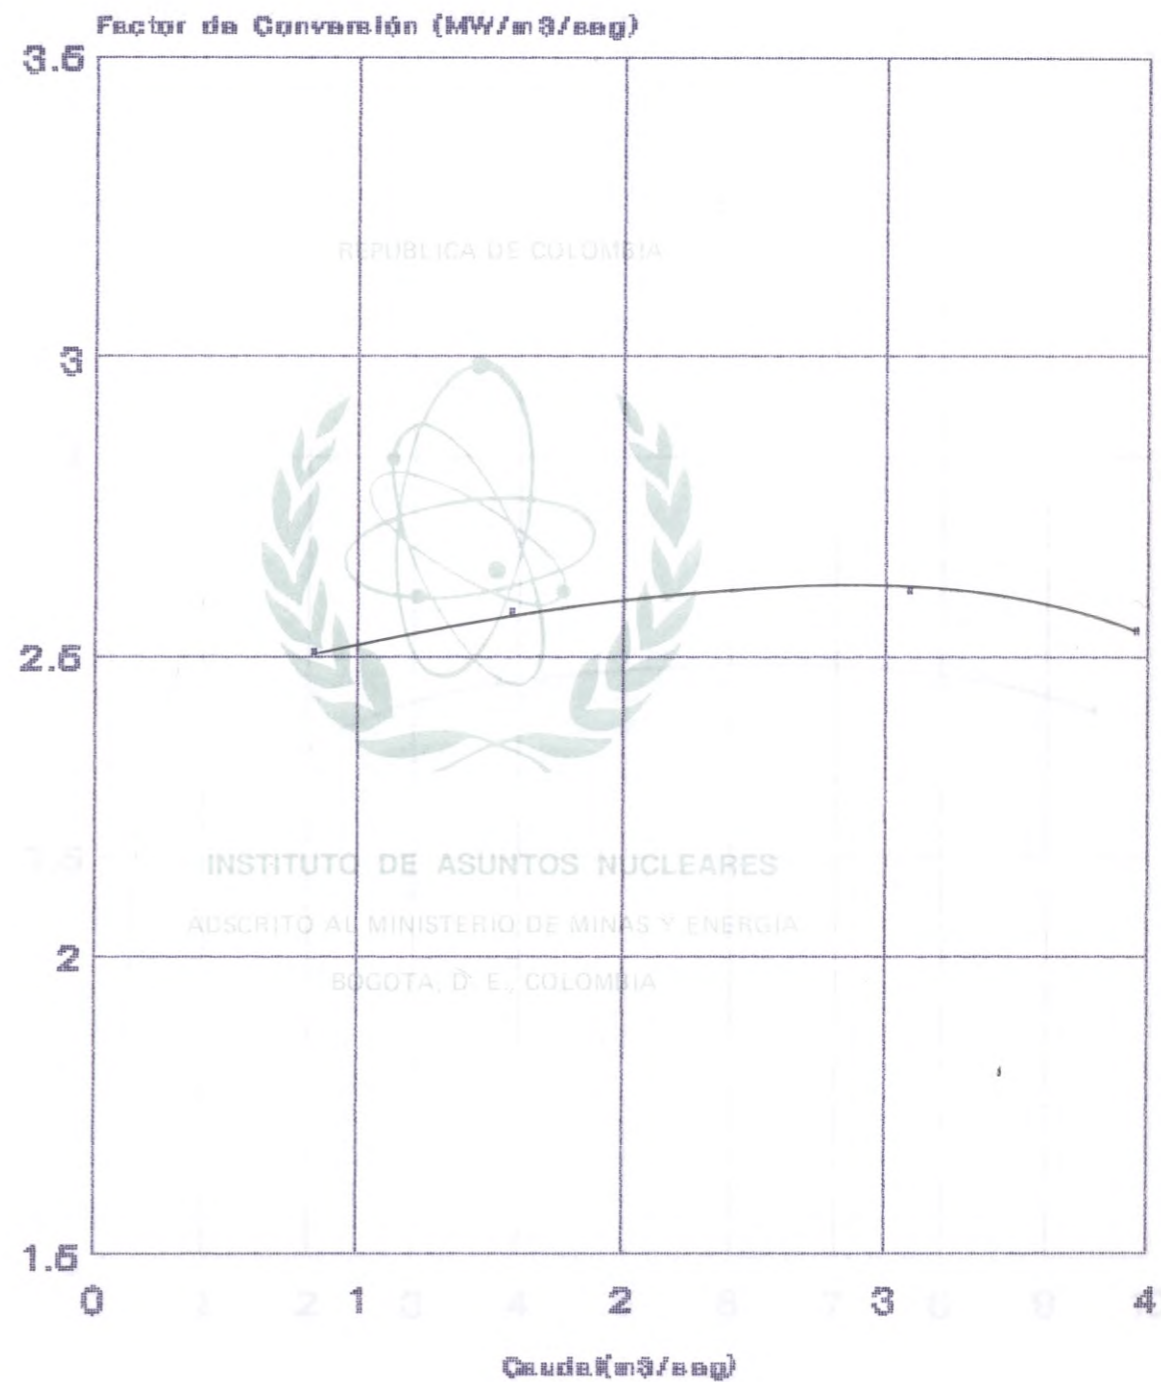 Factor de Conversión (MW/m3/seg)
3.5
REPUBLICA DE COLOMBIA
3
2.5
INSTITUTO DE ASUNTOS NUCLEARES
ADSCRITO AL MINISTERIO DE MINAS Y ENERGIA
2
BOGOTA, D. E., COLOMBIA
1.5
0 1 2 3 4
Caudal(m3/seg)